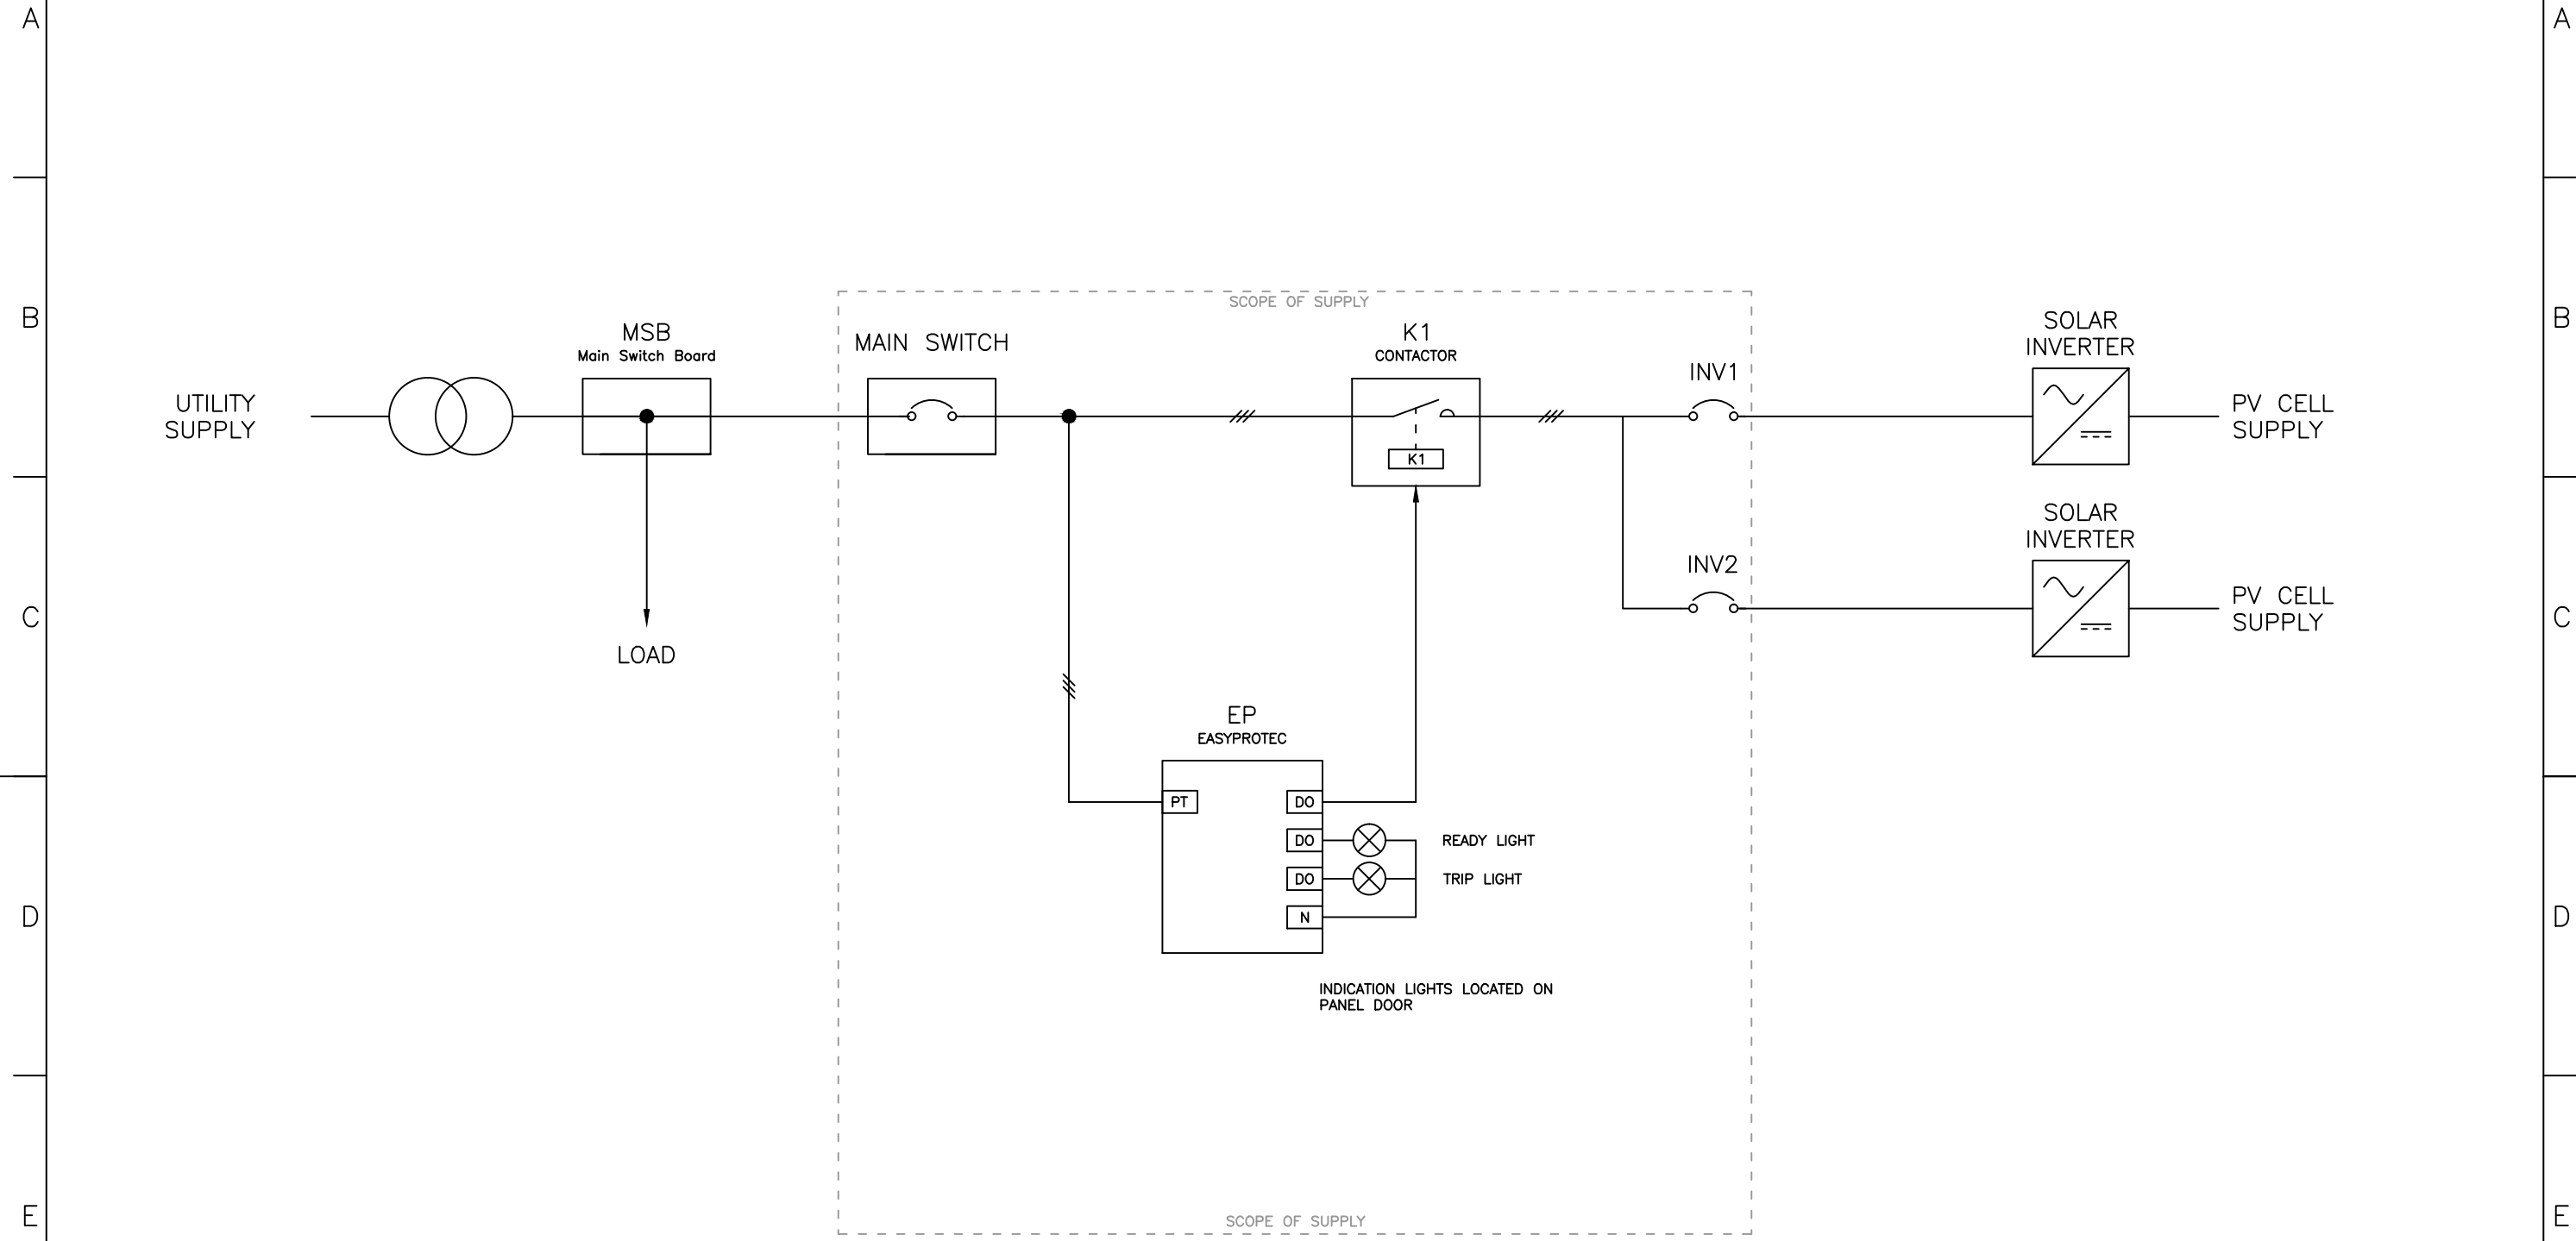 A
A
B
B
SCOPE OF SUPPLY
MSB
Main Switch Board
MAIN SWITCH
K1
CONTACTOR
K1
INV1
SOLAR
INVERTER
UTILITY
SUPPLY
PV CELL
SUPPLY
C
C
LOAD
INV2
SOLAR
INVERTER
PV CELL
SUPPLY
EP
EASYPROTEC
PT
DO
DO
READY LIGHT
DO
TRIP LIGHT
N
D
D
INDICATION LIGHTS LOCATED ON
PANEL DOOR
SCOPE OF SUPPLY
E
E